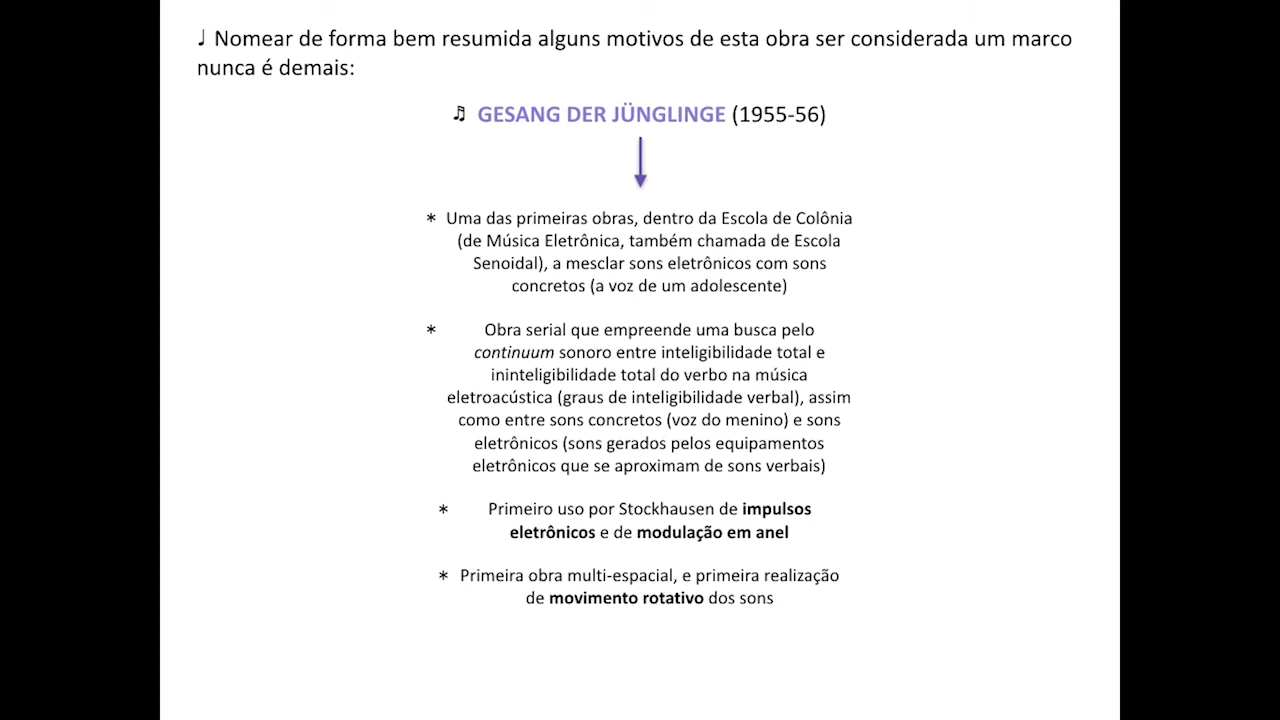 ♩ Nomear de forma bem resumida alguns motivos de esta obra ser considerada um marco
nunca é demais:
♫ GESANG DER JÜNGLINGE (1955-56)
* Uma das primeiras obras, dentro da Escola de Colônia
(de Música Eletrônica, também chamada de Escola
Senoidal), a mesclar sons eletrônicos com sons
concretos (a voz de um adolescente)
* Obra serial que empreende uma busca pelo
continuum sonoro entre inteligibilidade total e
ininteligibilidade total do verbo na música
eletroacústica (graus de inteligibilidade verbal), assim
como entre sons concretos (voz do menino) e sons
eletrônicos (sons gerados pelos equipamentos
eletrônicos que se aproximam de sons verbais)
* Primeiro uso por Stockhausen de impulsos
eletrônicos e de modulação em anel
* Primeira obra multi-espacial, e primeira realização
de movimento rotativo dos sons